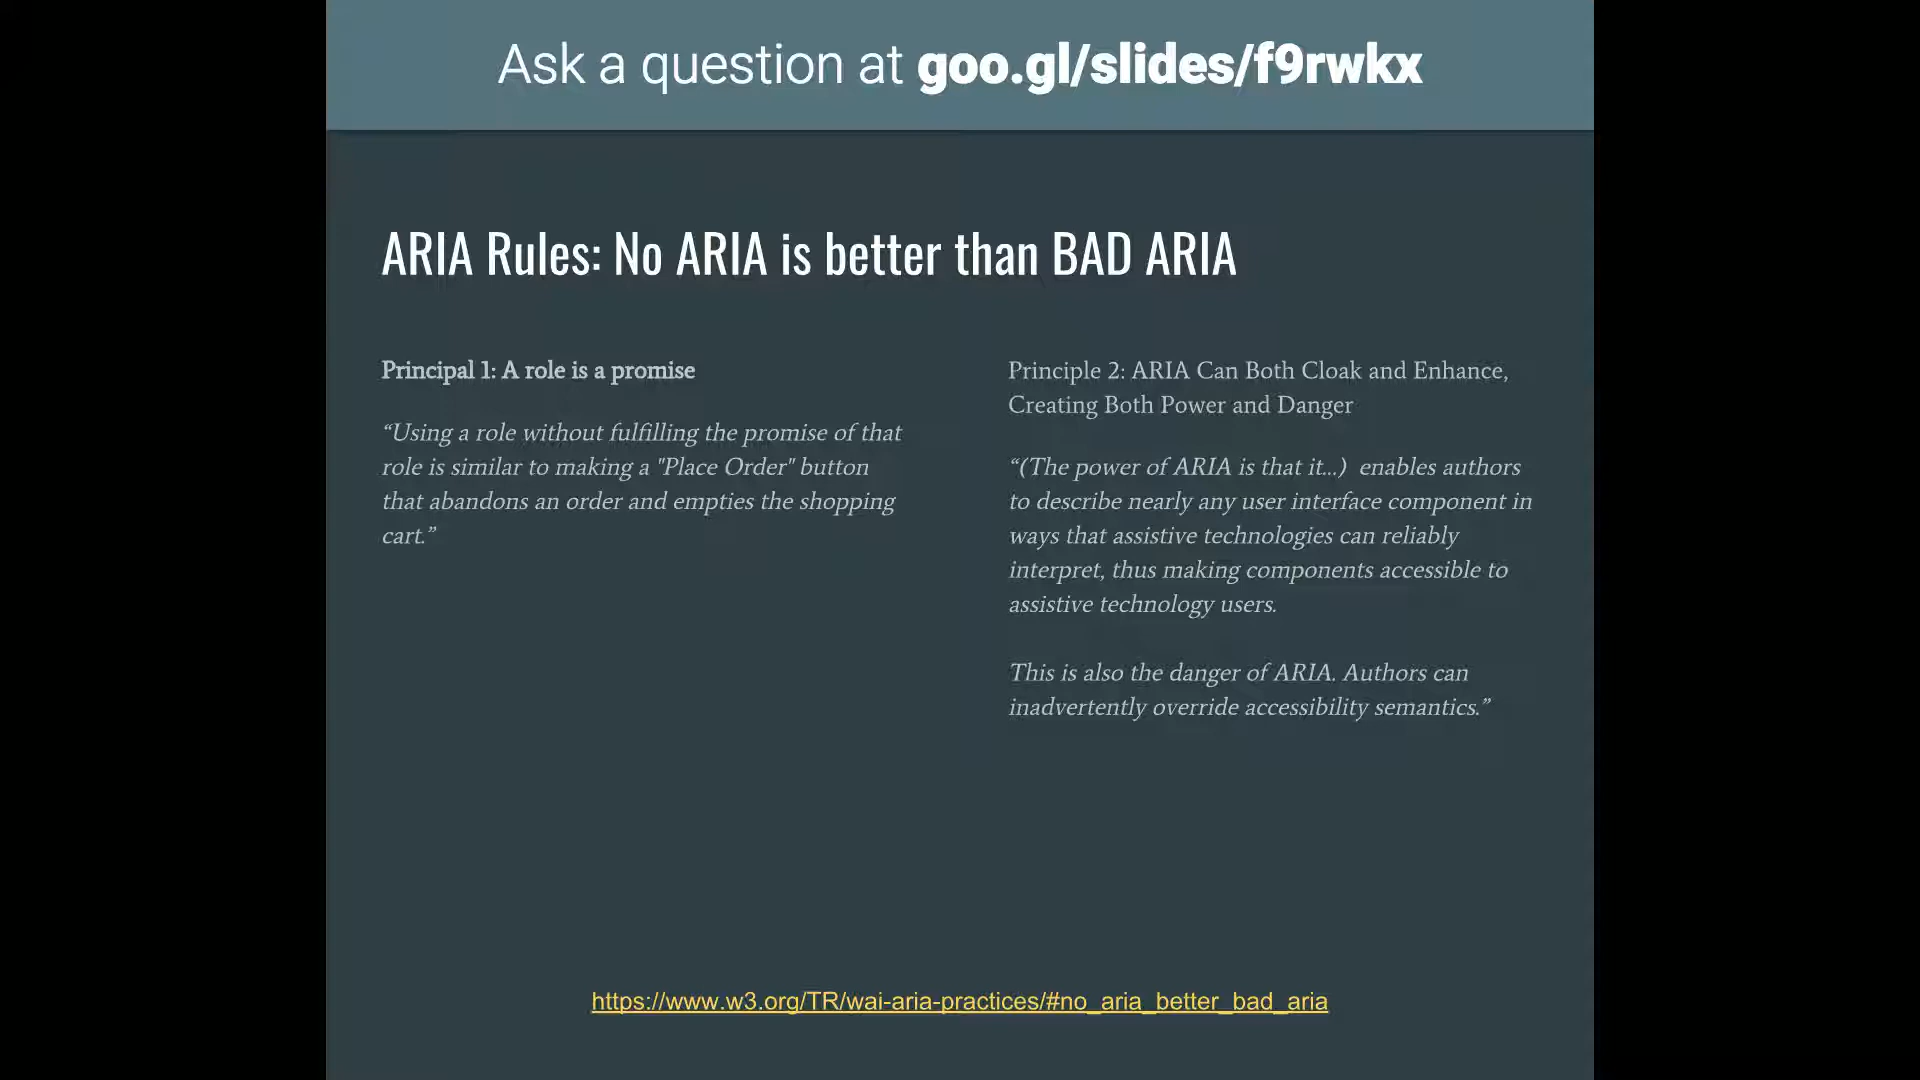 Ask a question at goo.gl/slides/f9rwkx
ARIA Rules: No ARIA is better than BAD ARIA
Principal 1: A role is a promise
“Using a role without fulfilling the promise of that
role is similar to making a "Place Order" button
that abandons an order and empties the shopping
cart.”
Principle 2: ARIA Can Both Cloak and Enhance,
Creating Both Power and Danger
“(The power of ARIA is that it...)  enables authors
to describe nearly any user interface component in
ways that assistive technologies can reliably
interpret, thus making components accessible to
assistive technology users.
This is also the danger of ARIA. Authors can
inadvertently override accessibility semantics.”
https://www.w3.org/TR/wai-aria-practices/#no_aria_better_bad_aria